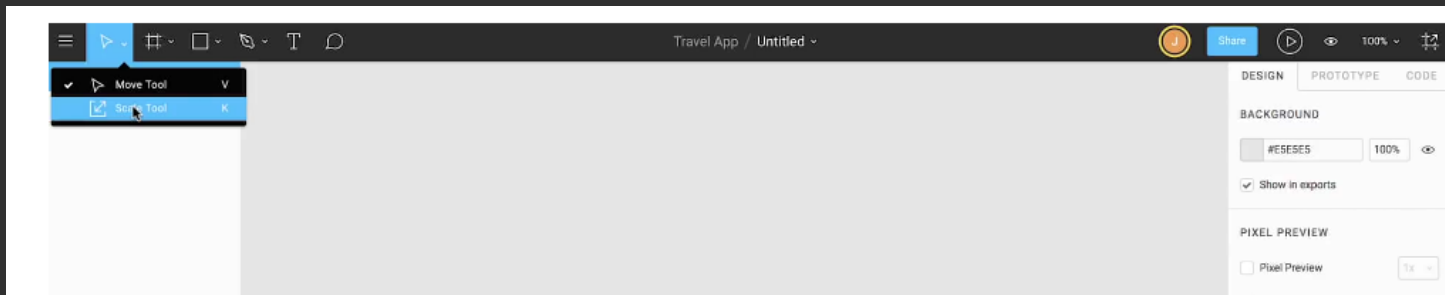 Travel App / Untitled
J
Share
100%
Move Tool V
Scale Tool K
DESIGN PROTOTYPE CODE
BACKGROUND
#E5E5E5 100%
Show in exports
PIXEL PREVIEW
Pixel Preview 1x